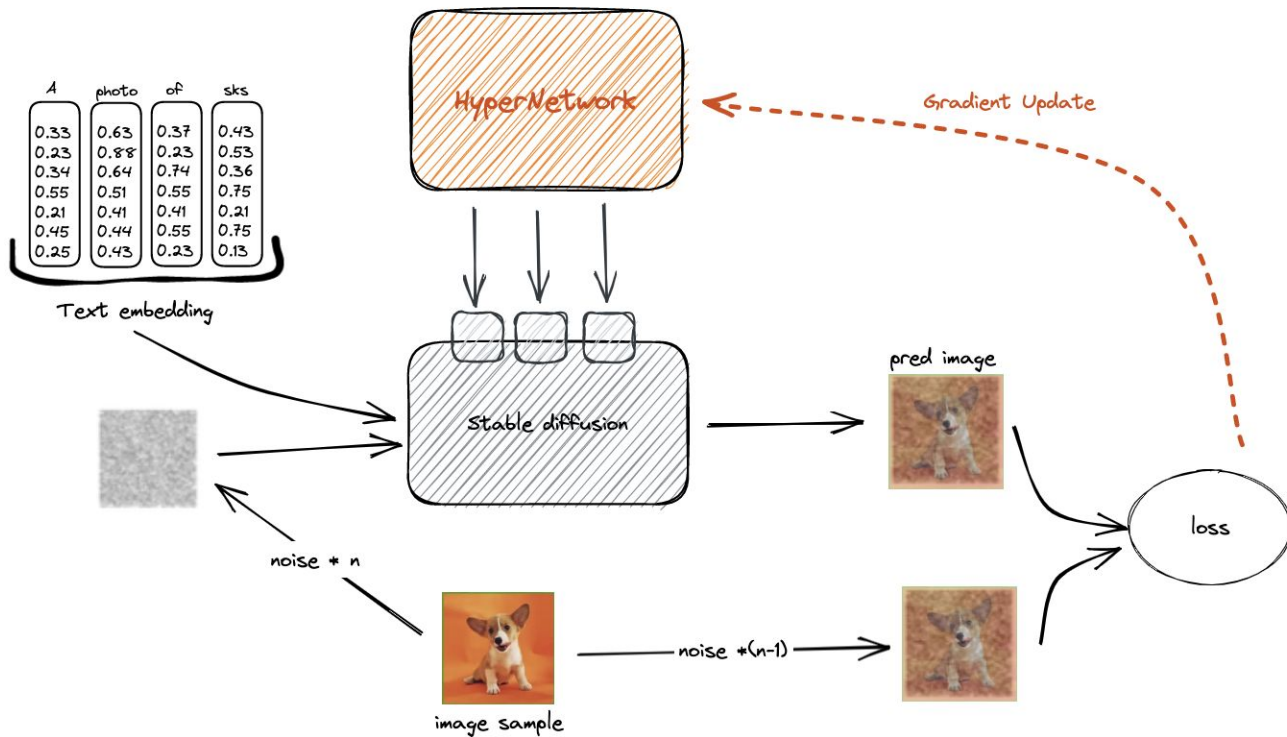 A photo of sks
0.33 0.63 0.37 0.43
0.23 0.88 0.23 0.53
0.34 0.64 0.74 0.36
0.55 0.51 0.55 0.75
0.21 0.41 0.41 0.21
0.45 0.44 0.55 0.75
0.25 0.43 0.23 0.13
Text embedding
HyperNetwork
Gradient Update
Stable diffusion
pred image
loss
noise * n
noise *(n-1)
image sample